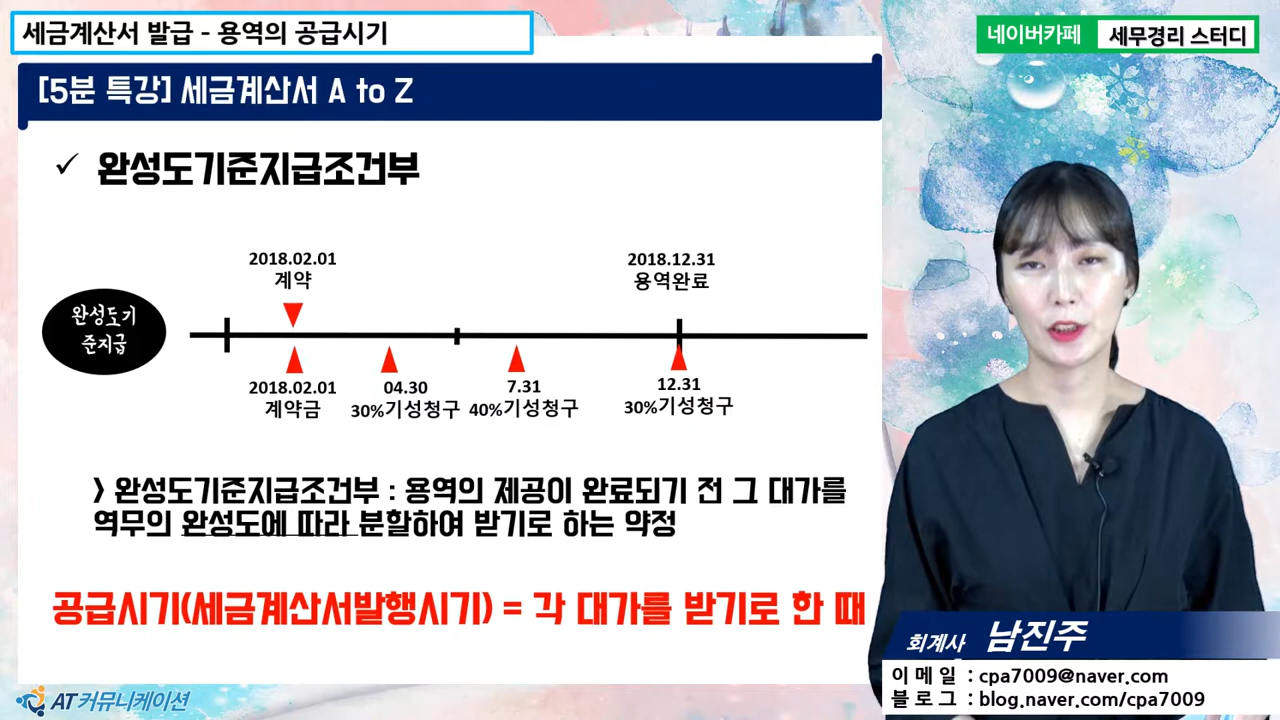 세금계산서 발급 - 용역의 공급시기
네이버카페 세무경리 스터디
[5분 특강] 세금계산서 A to Z
✓ 완성도기준지급조건부
2018.02.01
계약
2018.12.31
용역완료
완성도기
준지급
2018.02.01
계약금
04.30
30%기성청구
7.31
40%기성청구
12.31
30%기성청구
> 완성도기준지급조건부 : 용역의 제공이 완료되기 전 그 대가를
역무의 완성도에 따라 분할하여 받기로 하는 약정
공급시기(세금계산서발행시기) = 각 대가를 받기로 한 때
회계사 남진주
이 메 일 : cpa7009@naver.com
블 로 그 : blog.naver.com/cpa7009
AT커뮤니케이션